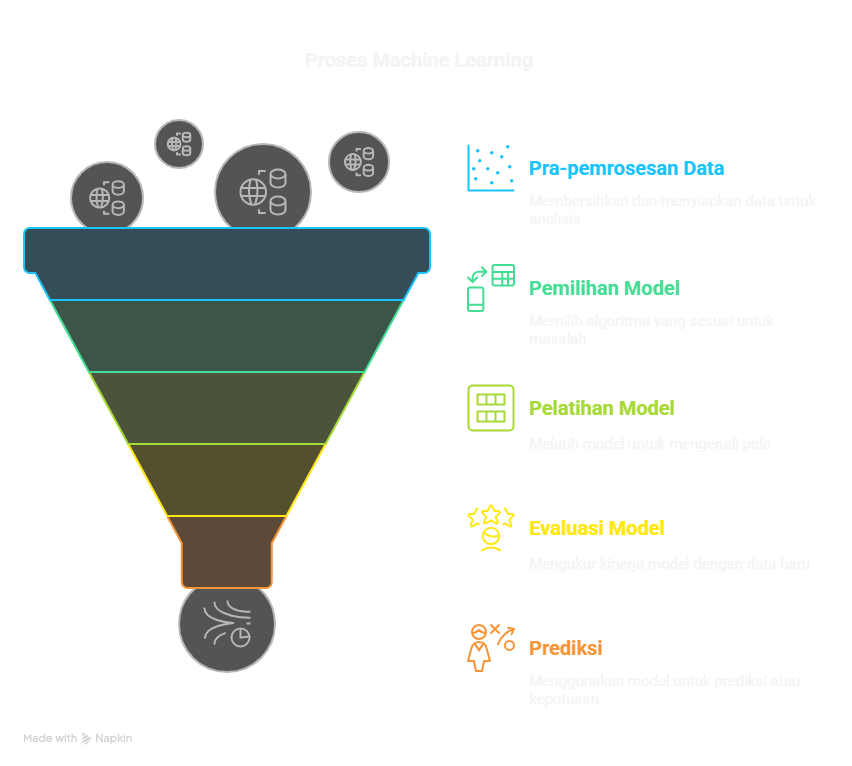 Proses Machine Learning
Pra-pemrosesan Data
Membersihkan dan menyiapkan data untuk
analisis
Pemilihan Model
Memilih algoritma yang sesuai untuk
masalah
Pelatihan Model
Melatih model untuk mengenali pola
Evaluasi Model
Mengukur kinerja model dengan data baru
Prediksi
Menggunakan model untuk prediksi atau
keputusan
Made with Napkin